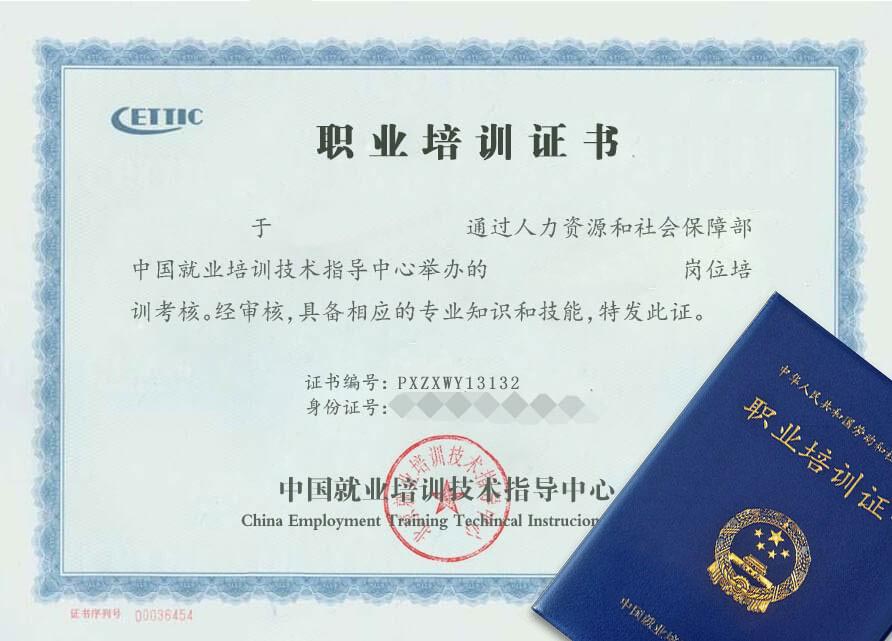 CETTIC
职业培训证书
于 通过人力资源和社会保障部
中国就业培训技术指导中心举办的 岗位培
训考核。经审核,具备相应的专业知识和技能,特发此证。
证书编号:PXZXWY13132
身份证号:
中国就业培训技术指导中心
China Employment Training Techincal Instrucion
证书序列号 00036454
中华人民共和国劳动和社
职业培训证
中国就业培